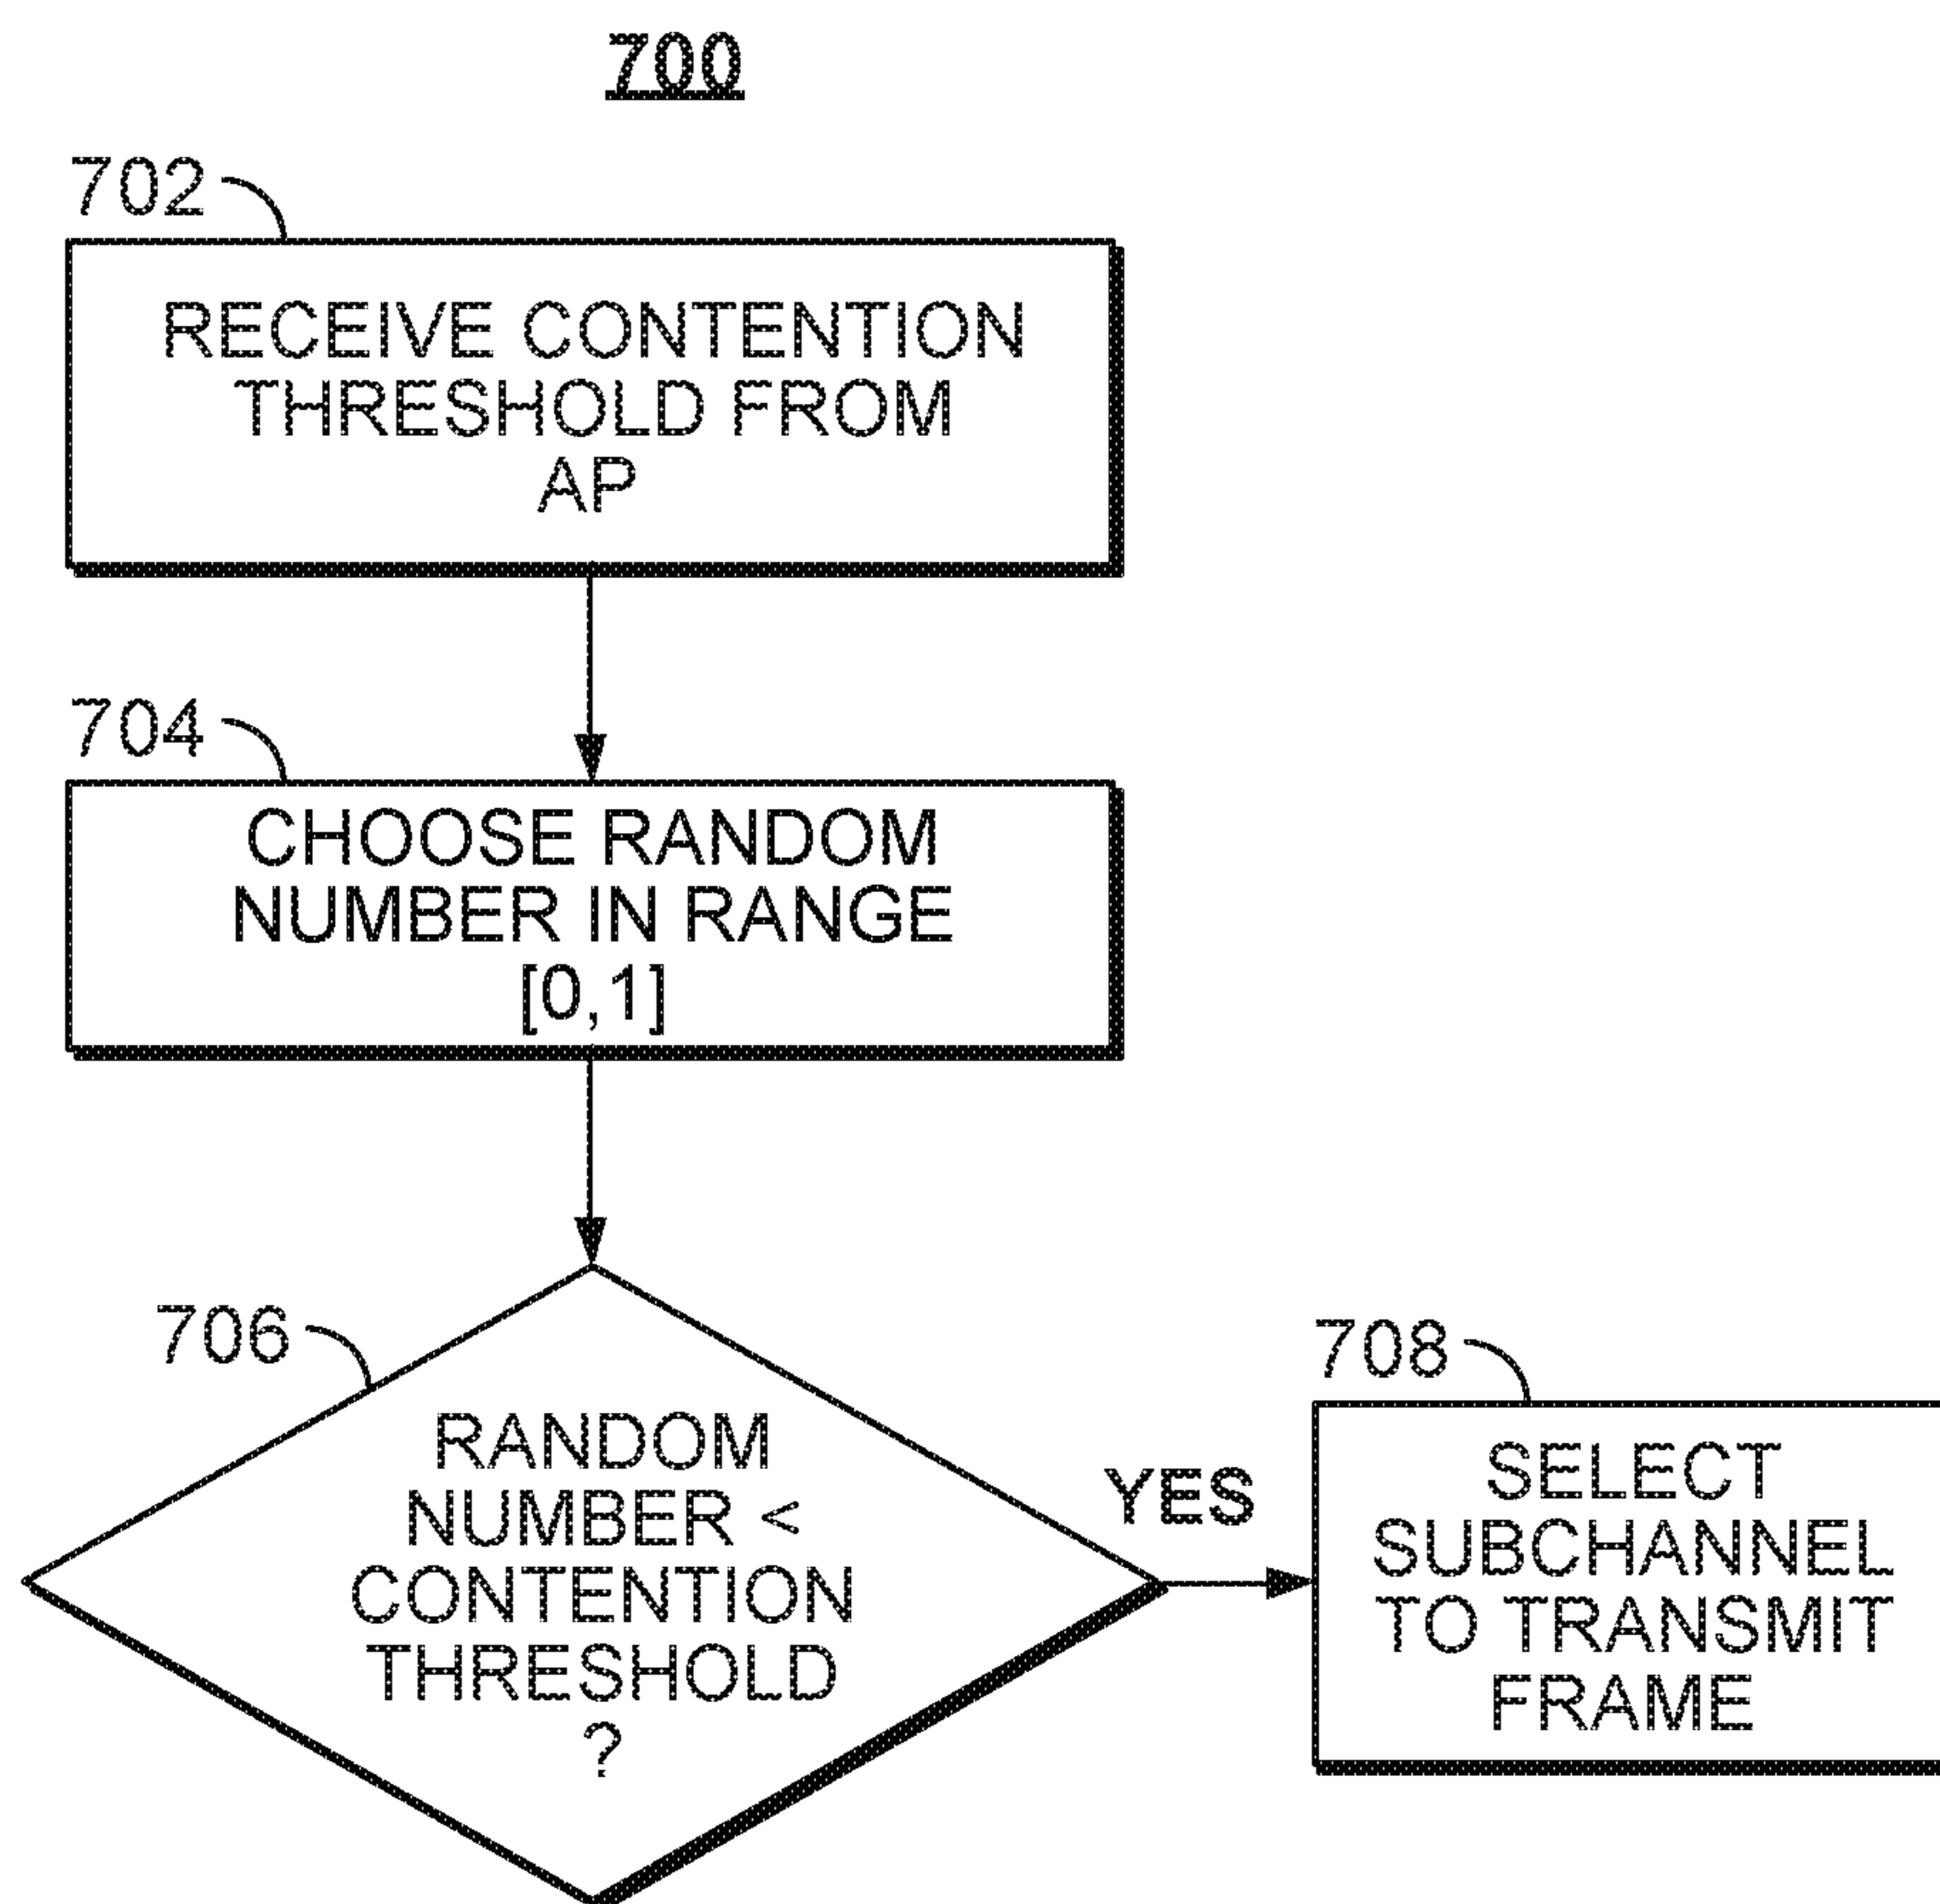 700
702
RECEIVE CONTENTION
THRESHOLD FROM
AP
704
CHOOSE RANDOM
NUMBER IN RANGE
[0,1]
706
RANDOM
NUMBER <
CONTENTION
THRESHOLD
?
YES
708
SELECT
SUBCHANNEL
TO TRANSMIT
FRAME